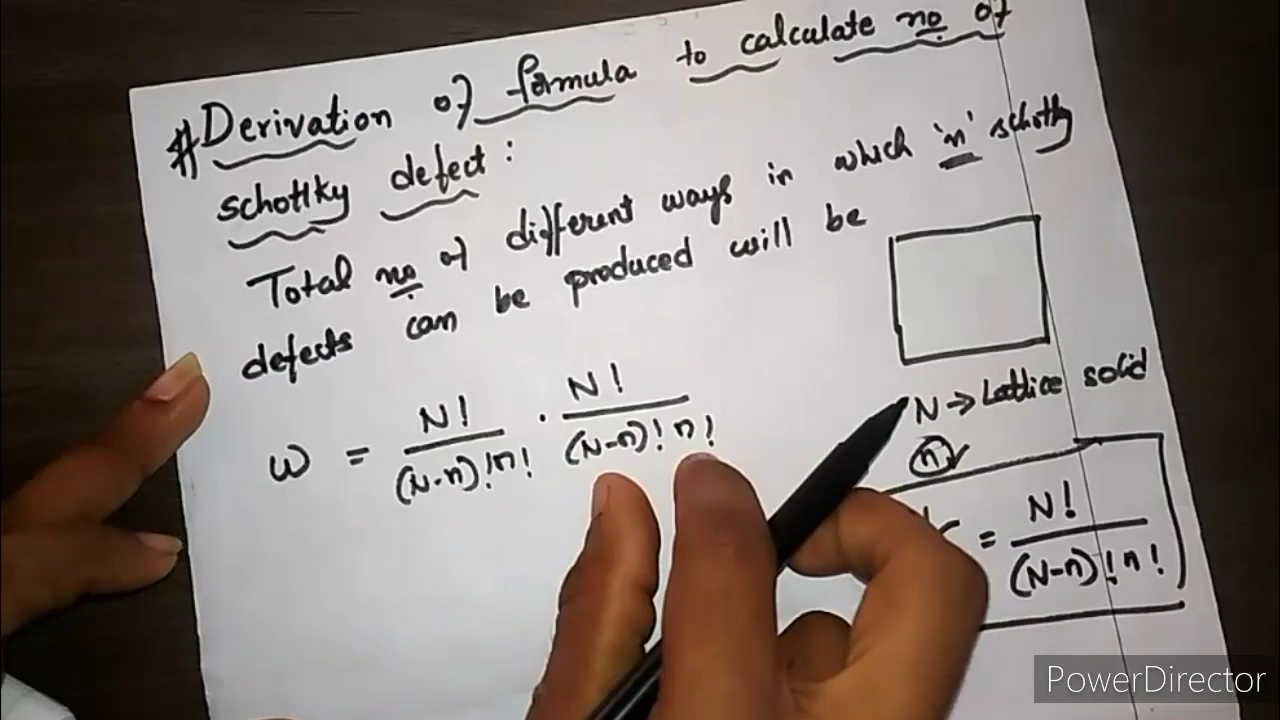 #Derivation of formula to calculate no of
schottky defect:
Total no of different ways in which 'n' schottky
defects can be produced will be
ω = N!/(N-n)!n! . N!/(N-n)!n!
N → Lattice solid
n
= N!/(N-n)!n!
PowerDirector